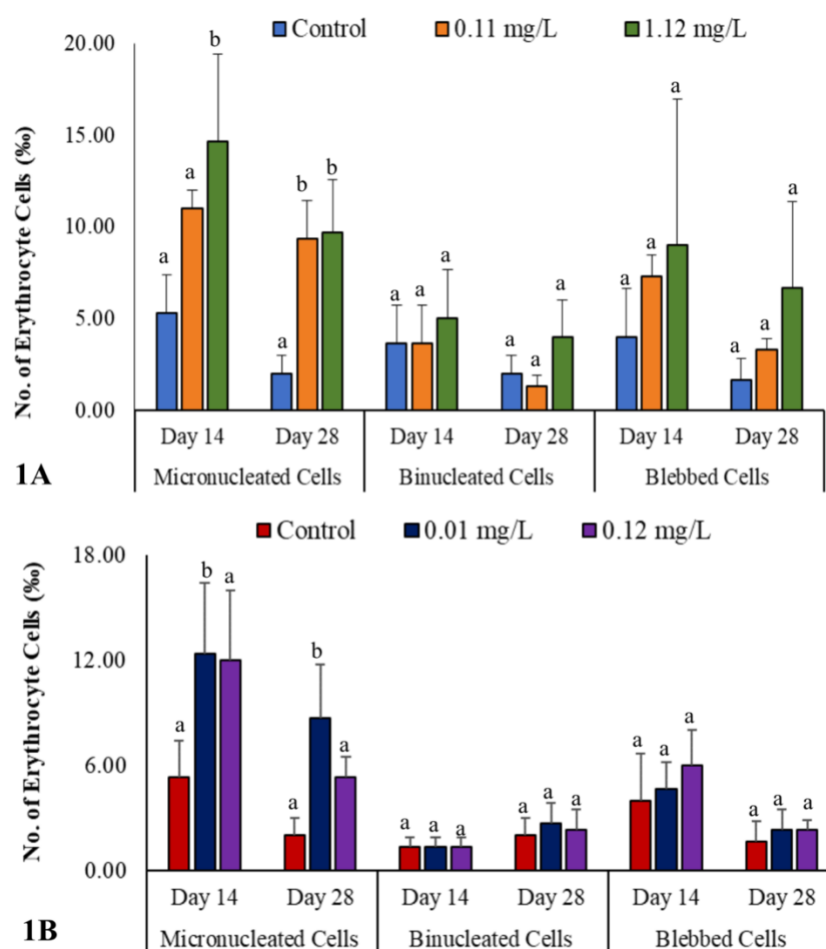 Control 0.11 mg/L 1.12 mg/L
No. of Erythrocyte Cells (‰)
20.00
15.00
10.00
5.00
0.00
a a b
a b b
a a a
a a a
a a a
a a a
Day 14 Day 28 Day 14 Day 28 Day 14 Day 28
Micronucleated Cells Binucleated Cells Blebbed Cells
1A
Control 0.01 mg/L 0.12 mg/L
No. of Erythrocyte Cells (‰)
18.00
12.00
6.00
0.00
a b a
a b a
a a a
a a a
a a a
a a a
Day 14 Day 28 Day 14 Day 28 Day 14 Day 28
Micronucleated Cells Binucleated Cells Blebbed Cells
1B